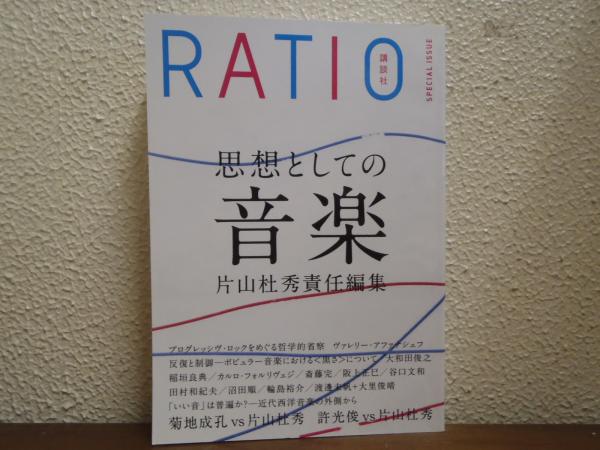 RATIO
講談社
SPECIAL ISSUE
思想としての
音楽
片山杜秀責任編集
プログレッシヴ・ロックをめぐる哲学的省察 ヴァレリー・アファナシェフ
反復と制御―ポピュラー音楽における〈黒さ〉について/大和田俊之
稲垣良典/カルロ・フォルリヴェジ/斎藤完/阪上正巳/谷口文和
田村和紀夫/沼田順/輪島裕介/渡邊未帆+大里俊晴
「いい音」は普遍か?―近代西洋音楽の外側から
菊地成孔vs片山杜秀 許光俊vs片山杜秀